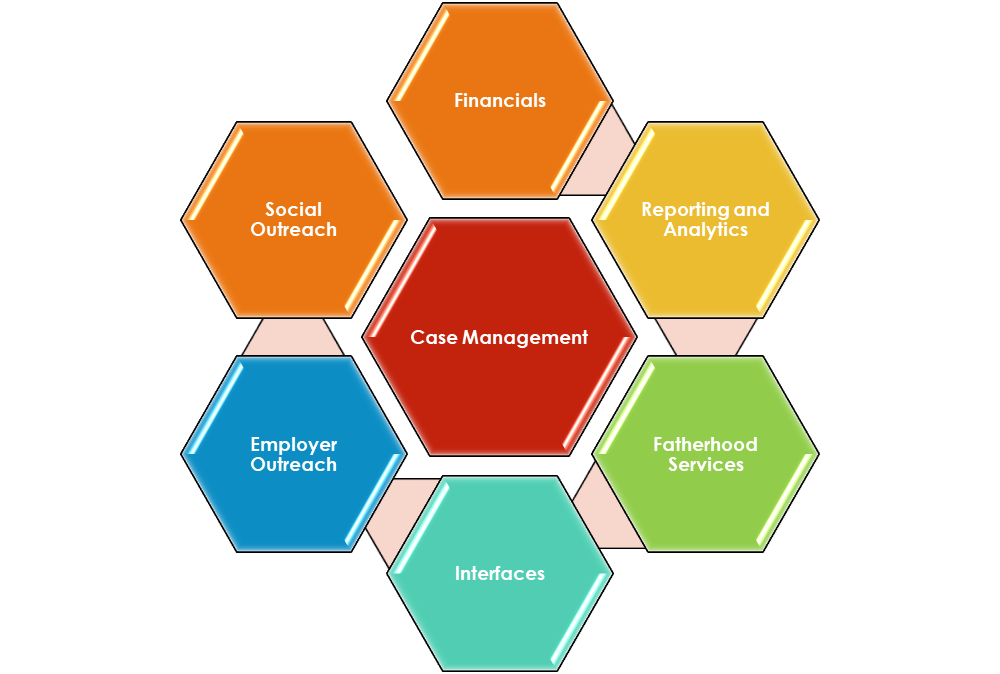 Financials
Social
Outreach
Reporting and
Analytics
Case Management
Employer
Outreach
Fatherhood
Services
Interfaces